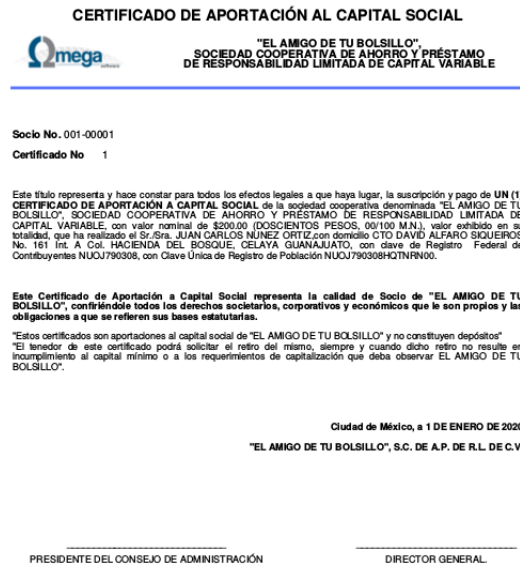 CERTIFICADO DE APORTACIÓN AL CAPITAL SOCIAL
Omega
"EL AMIGO DE TU BOLSILLO",
SOCIEDAD COOPERATIVA DE AHORRO Y PRÉSTAMO
DE RESPONSABILIDAD LIMITADA DE CAPITAL VARIABLE
Socio No. 001-00001
Certificado No 1
Este título representa y hace constar para todos los efectos legales a que haya lugar, la suscripción y pago de UN (1)
CERTIFICADO DE APORTACIÓN A CAPITAL SOCIAL de la sociedad cooperativa denominada "EL AMIGO DE TU
BOLSILLO", SOCIEDAD COOPERATIVA DE AHORRO Y PRÉSTAMO DE RESPONSABILIDAD LIMITADA DE
CAPITAL VARIABLE, con valor nominal de $200.00 (DOSCIENTOS PESOS, 00/100 M.N.), valor exhibido en su
totalidad, que ha realizado el Sr./Sra. JUAN CARLOS NÚNEZ ORTIZ,con domicilio CTO DAVID ALFARO SIQUEIROS
No. 161 Int. A Col. HACIENDA DEL BOSQUE, CELAYA GUANAJUATO, con clave de Registro Federal de
Contribuyentes NUOJ790308, con Clave Única de Registro de Población NUOJ790308HQTNRN00.
Este Certificado de Aportación a Capital Social representa la calidad de Socio de "EL AMIGO DE TU
BOLSILLO", confiriéndole todos los derechos societarios, corporativos y económicos que le son propios y las
obligaciones a que se refieren sus bases estatutarias.
"Estos certificados son aportaciones al capital social de "EL AMIGO DE TU BOLSILLO" y no constituyen depósitos"
"El tenedor de este certificado podrá solicitar el retiro del mismo, siempre y cuando dicho retiro no resulte en
incumplimiento al capital mínimo o a los requerimientos de capitalización que deba observar EL AMIGO DE TU
BOLSILLO".
Ciudad de México, a 1 DE ENERO DE 2020
"EL AMIGO DE TU BOLSILLO", S.C. DE A.P. DE R.L. DE C.V
PRESIDENTE DEL CONSEJO DE ADMINISTRACIÓN
DIRECTOR GENERAL